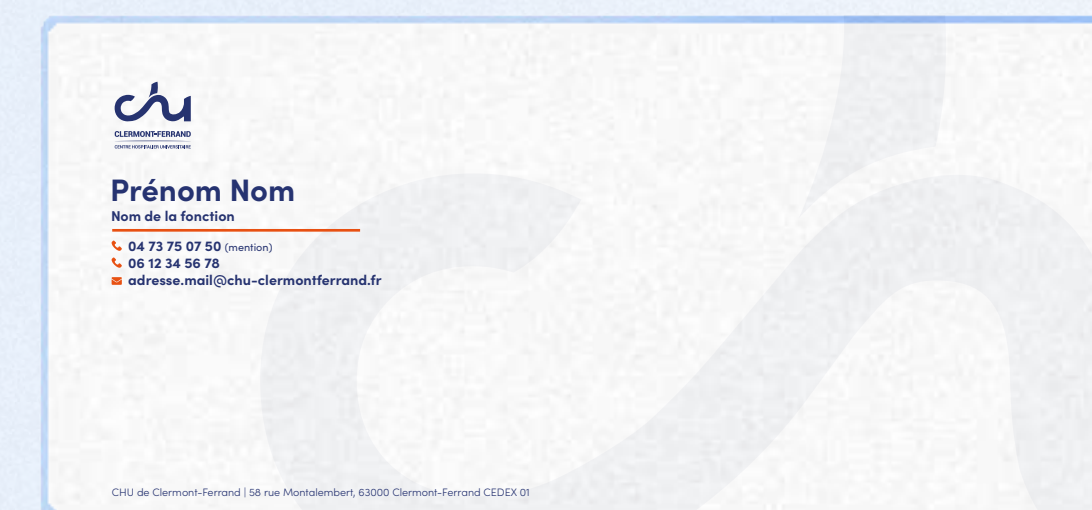 chu
CLERMONT-FERRAND
CENTRE HOSPITALIER UNIVERSITAIRE
Prénom Nom
Nom de la fonction
04 73 75 07 50 (mention)
06 12 34 56 78
adresse.mail@chu-clermontferrand.fr
CHU de Clermont-Ferrand | 58 rue Montalembert, 63000 Clermont-Ferrand CEDEX 01